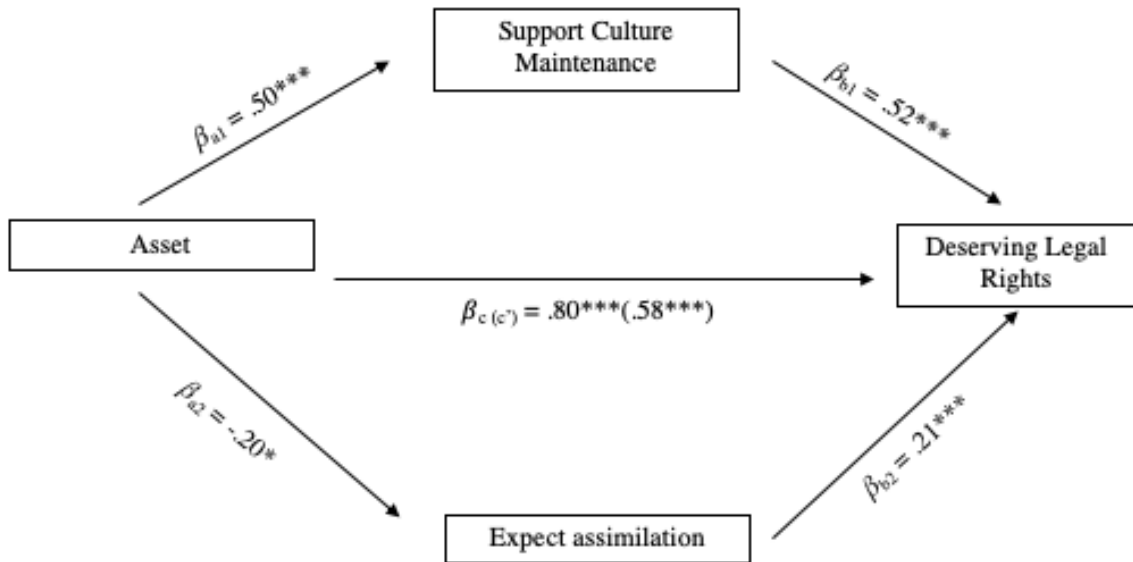 Support Culture
Maintenance
βa1 = .50***
βb1 = .52***
Asset
Deserving Legal
Rights
βc (c') = .80***(.58***)
βa2 = -.20*
βb2 = .21***
Expect assimilation